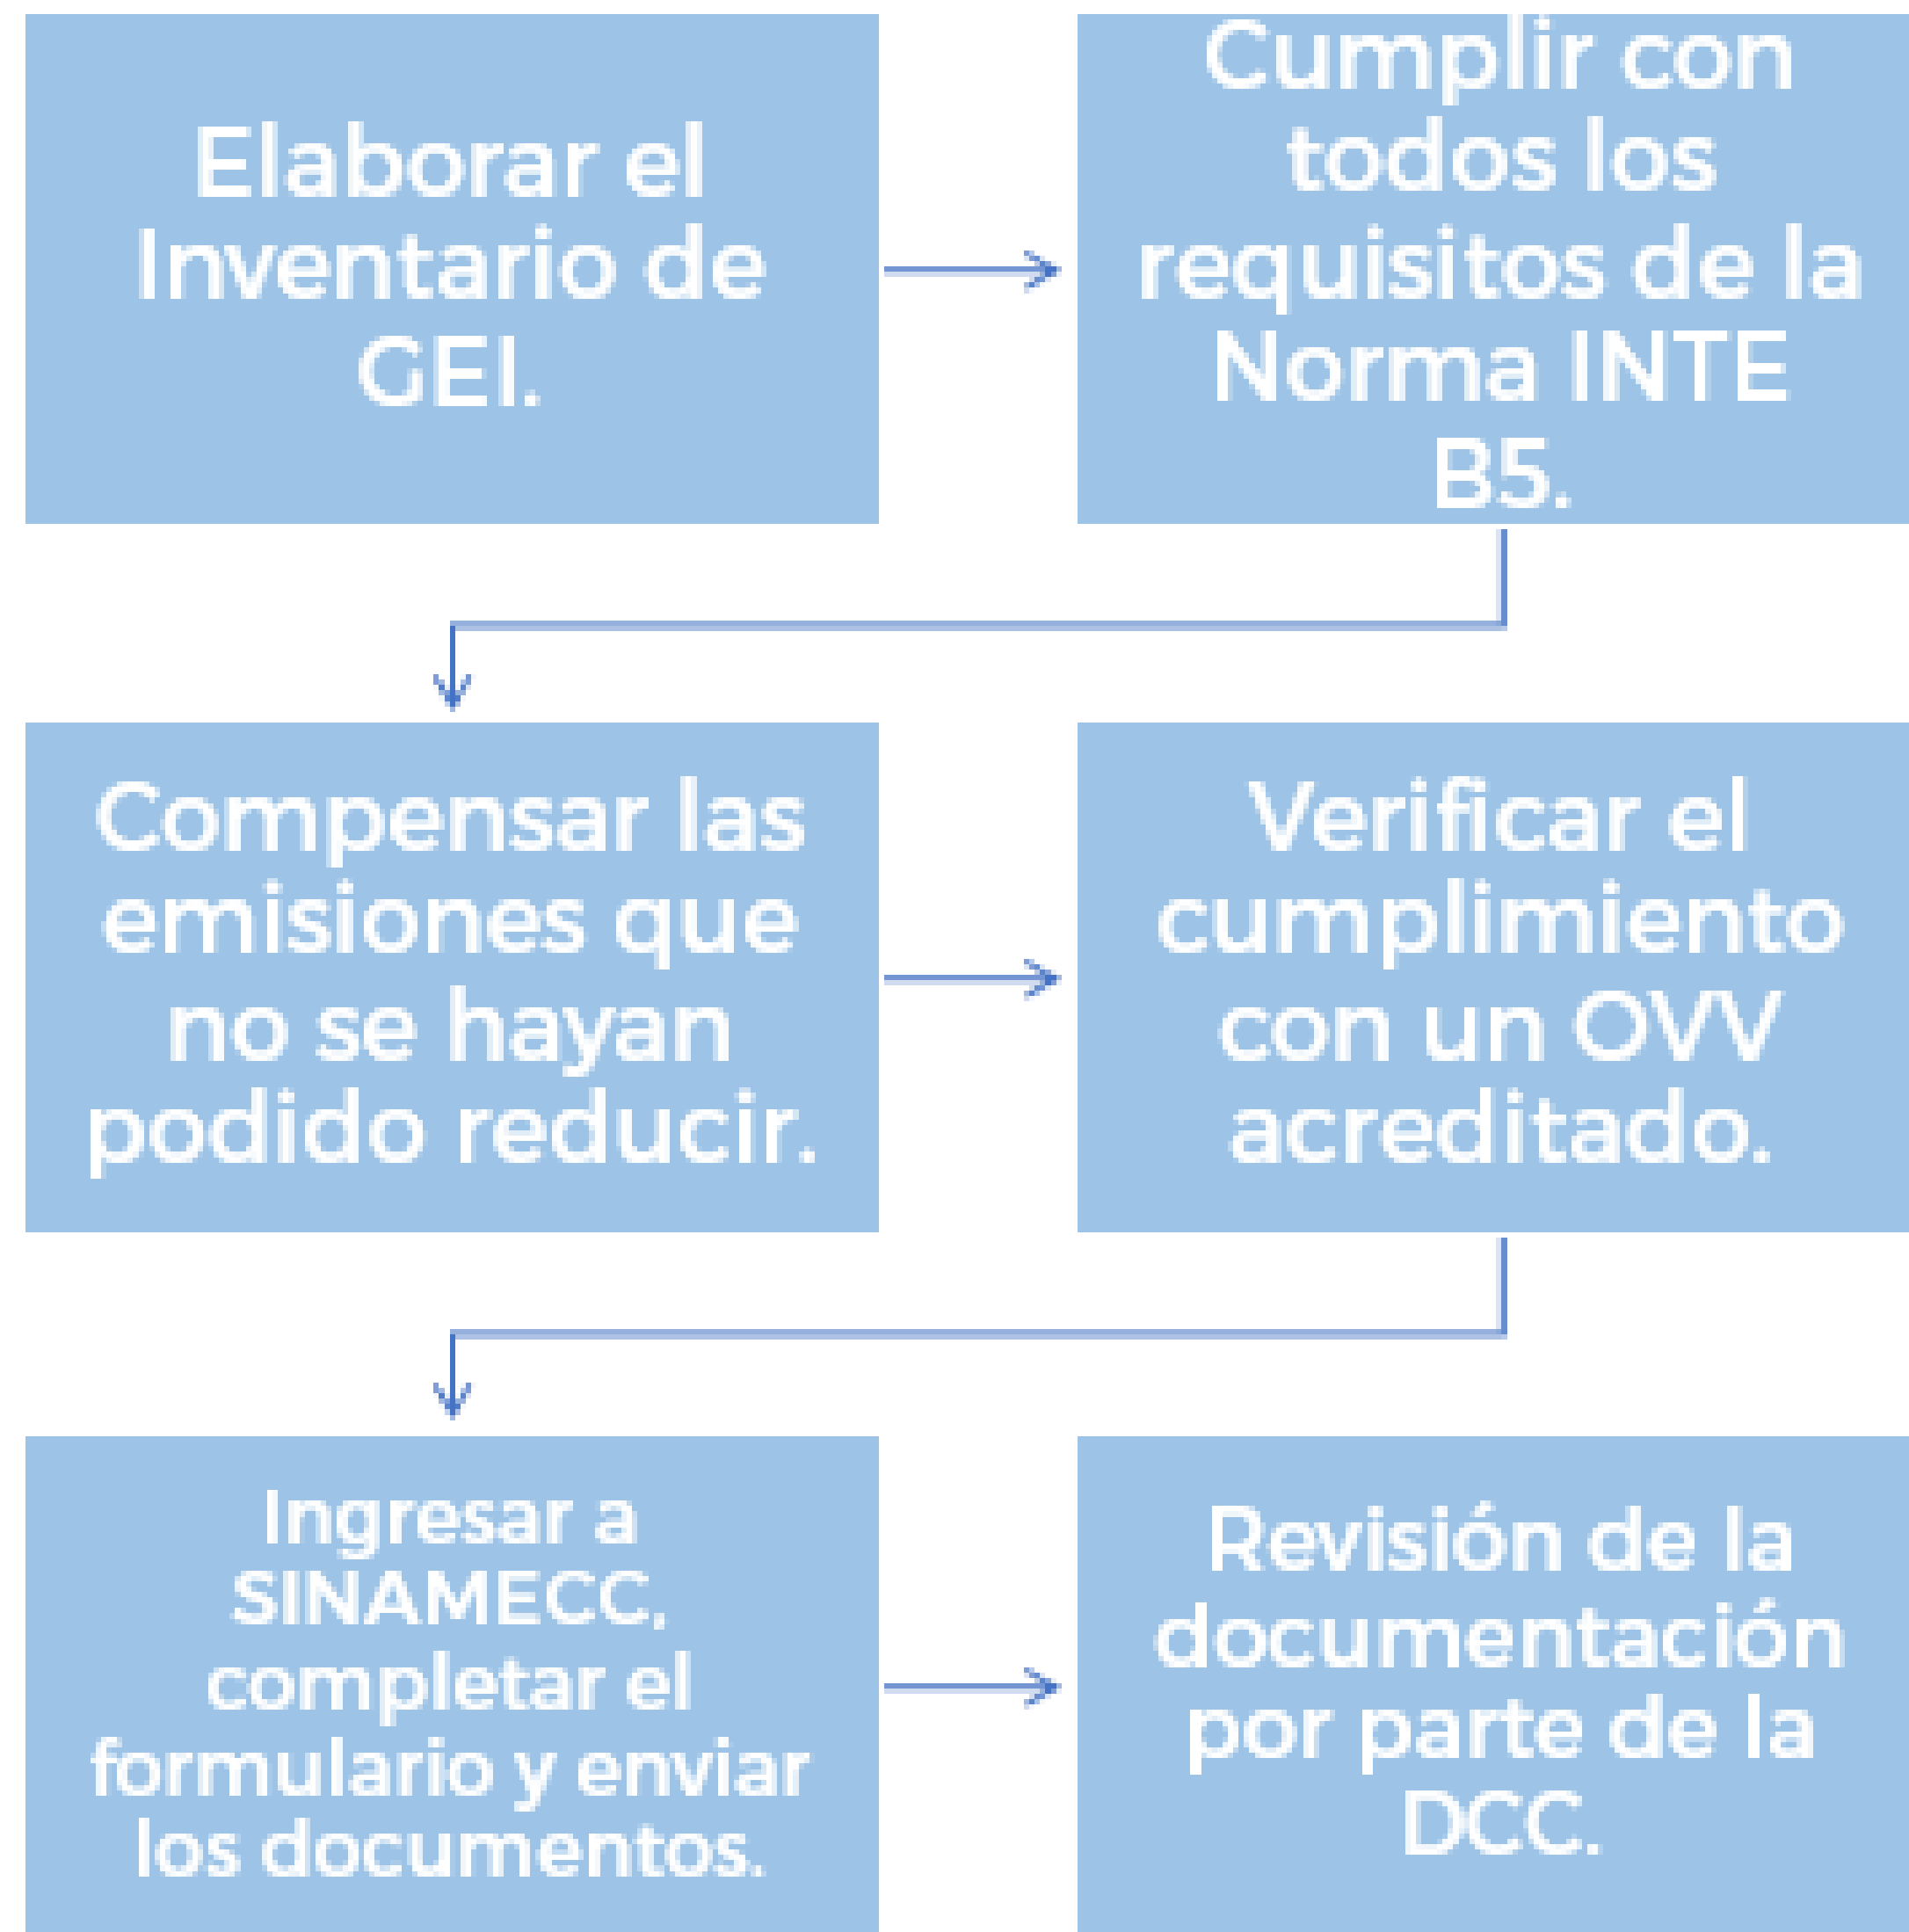 Elaborar el
Inventario de
GEI.
Cumplir con
todos los
requisitos de la
Norma INTE
B5.
Compensar las
emisiones que
no se hayan
podido reducir.
Verificar el
cumplimiento
con un OVV
acreditado.
Ingresar a
SINAMECC,
completar el
formulario y enviar
los documentos.
Revisión de la
documentación
por parte de la
DCC.